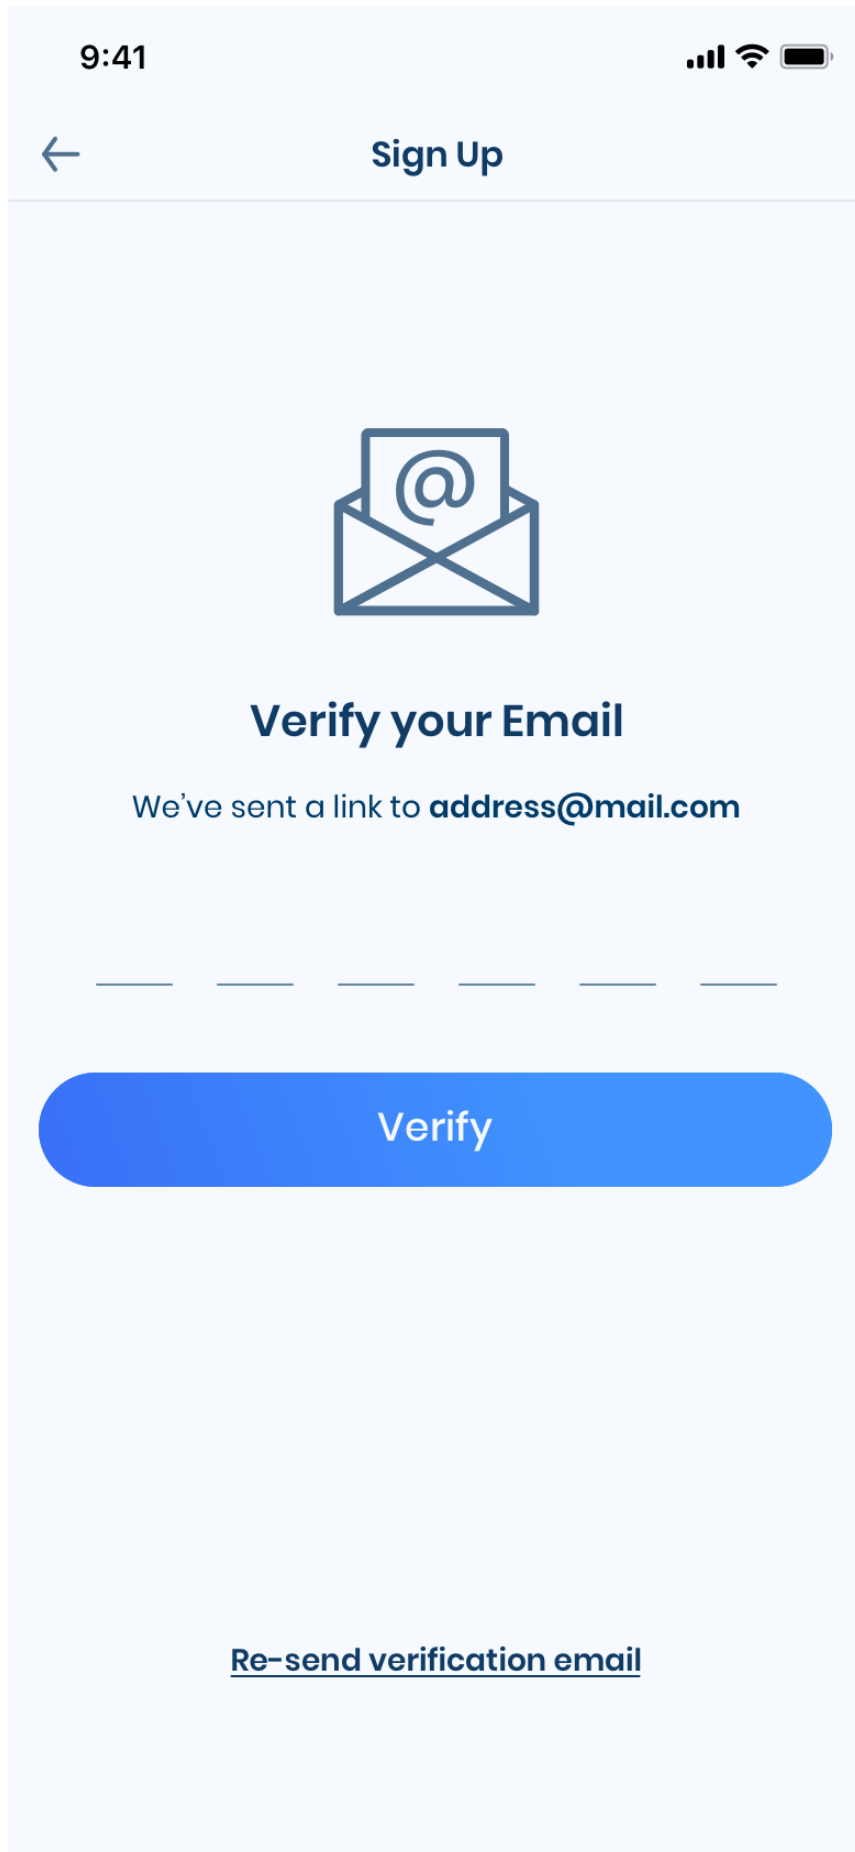 9:41
Sign Up
@
Verify your Email
We've sent a link to address@mail.com
Verify
Re-send verification email